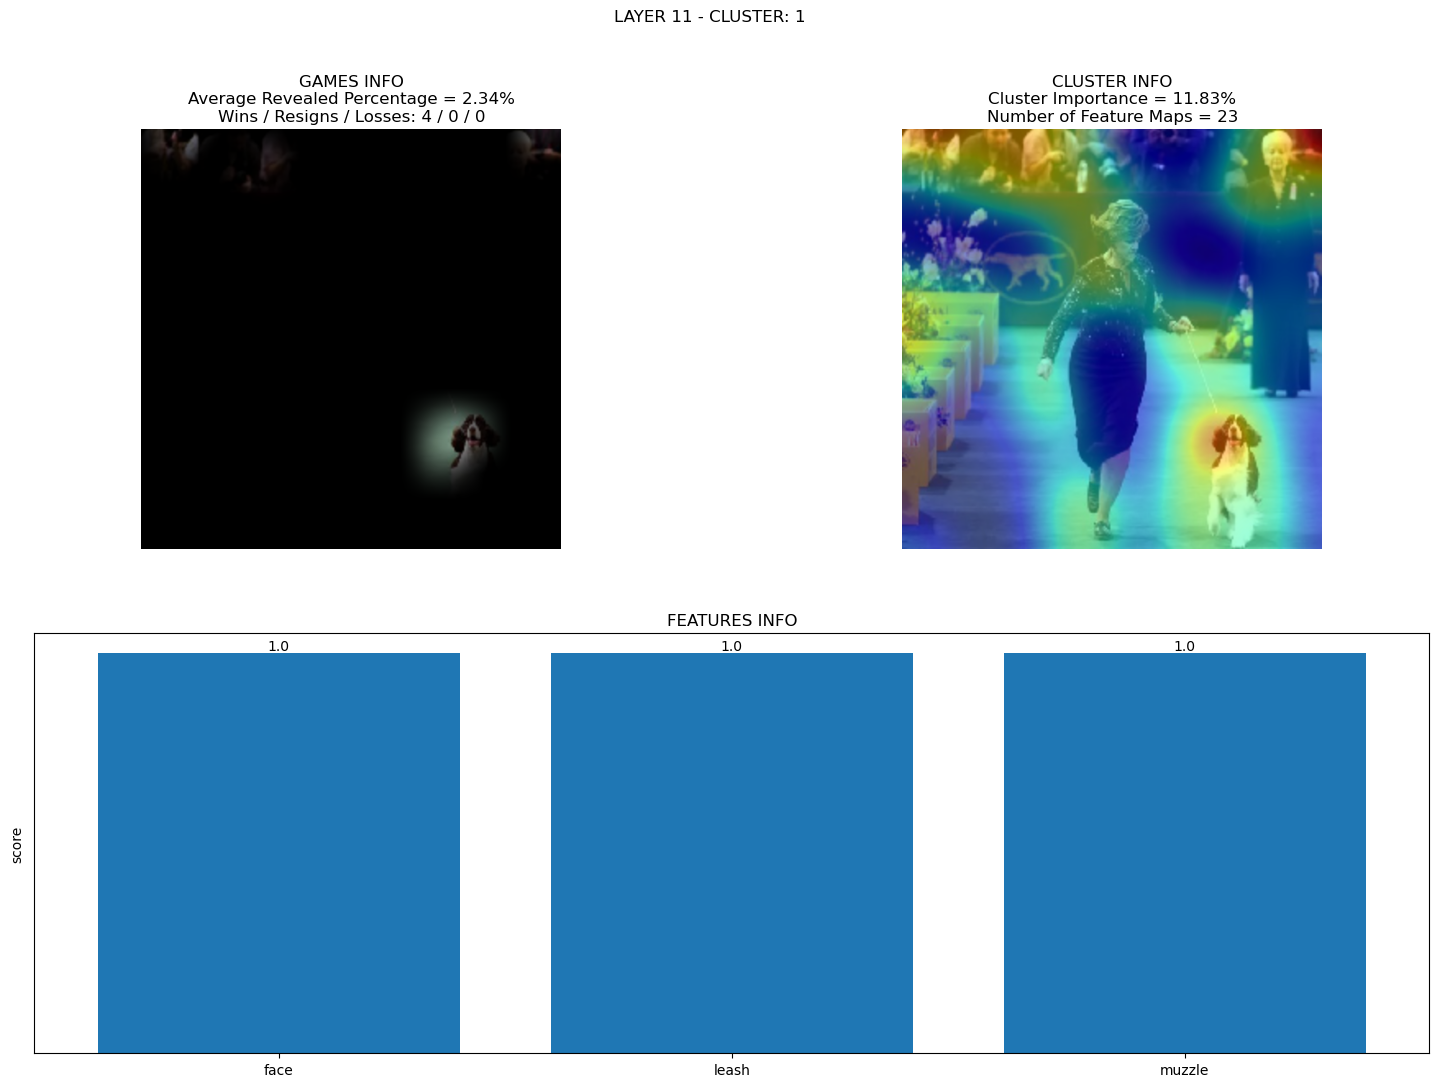 LAYER 11 - CLUSTER: 1
GAMES INFO
Average Revealed Percentage = 2.34%
Wins / Resigns / Losses: 4 / 0 / 0
CLUSTER INFO
Cluster Importance = 11.83%
Number of Feature Maps = 23
FEATURES INFO
1.0
1.0
1.0
score
face
leash
muzzle